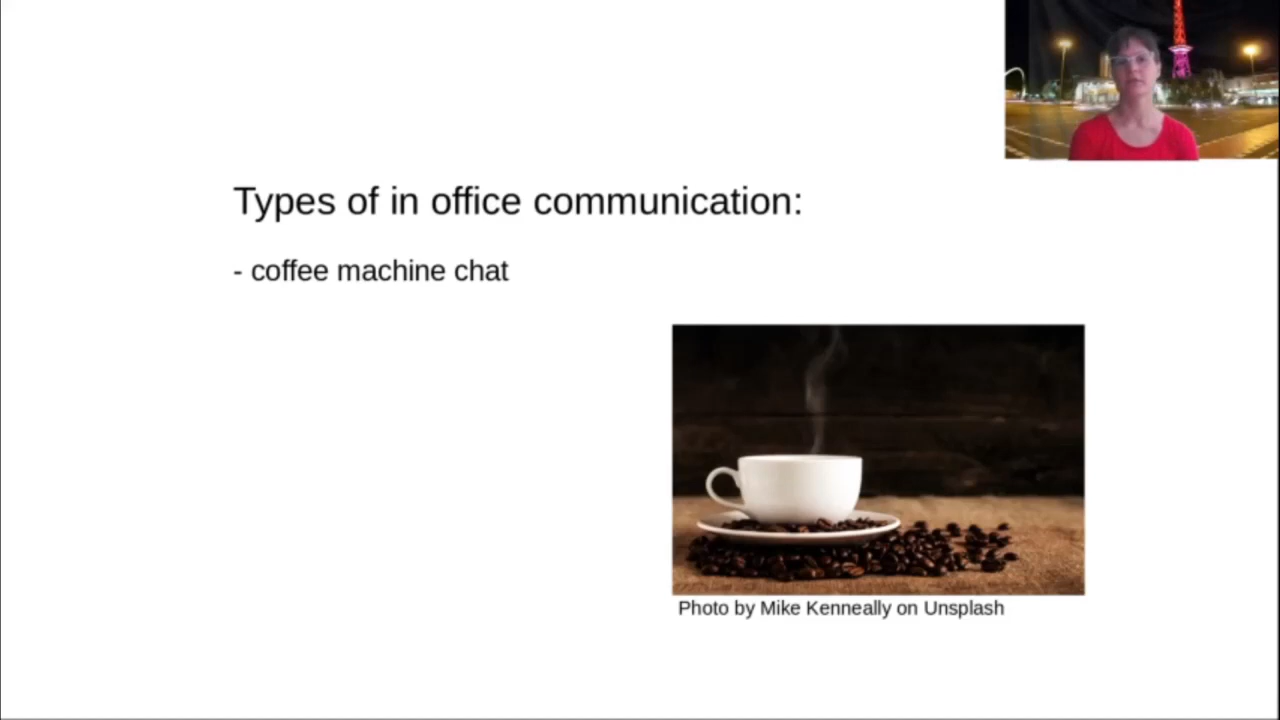 Types of in office communication:
- coffee machine chat
Photo by Mike Kenneally on Unsplash